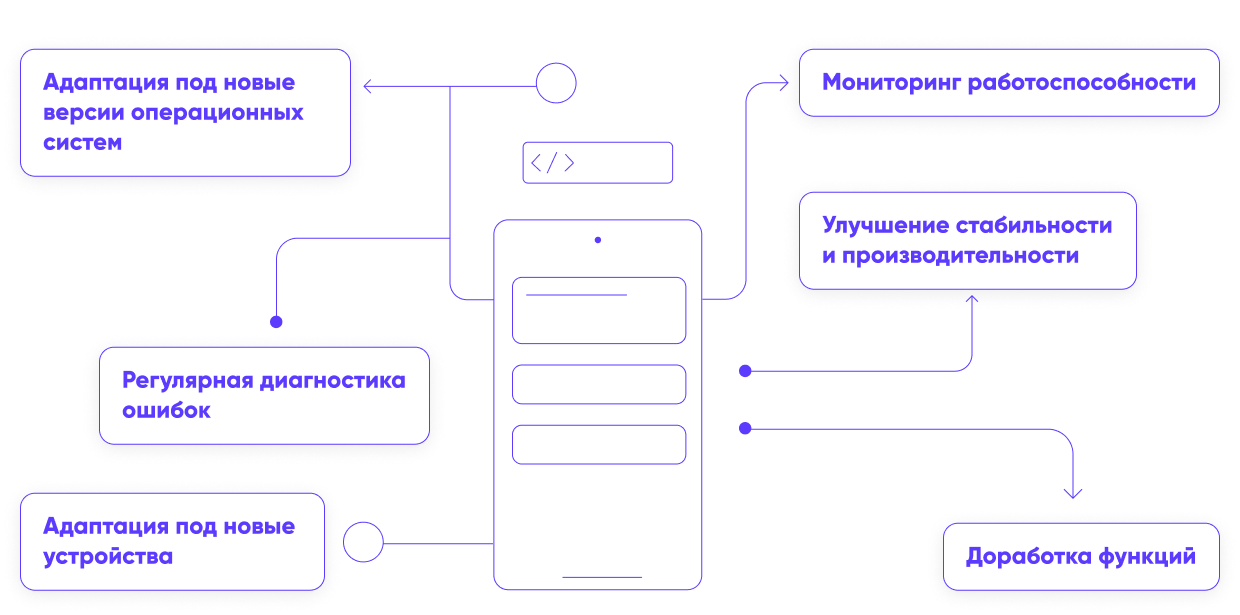 Адаптация под новые
версии операционных
систем
Мониторинг работоспособности
</>
Улучшение стабильности
и производительности
Регулярная диагностика
ошибок
Адаптация под новые
устройства
Доработка функций